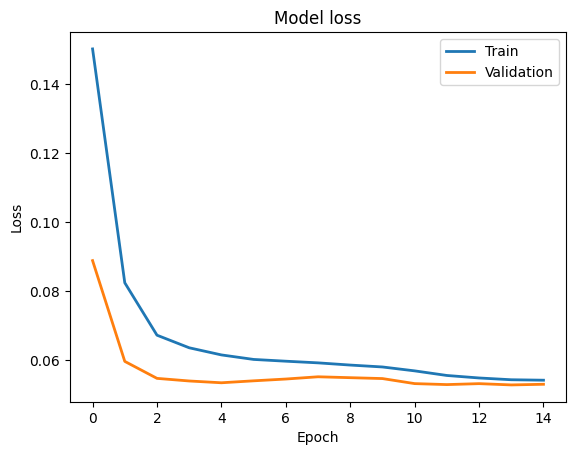 Model loss
Train
Validation
0.14
0.12
0.10
0.08
0.06
Loss
0 2 4 6 8 10 12 14
Epoch